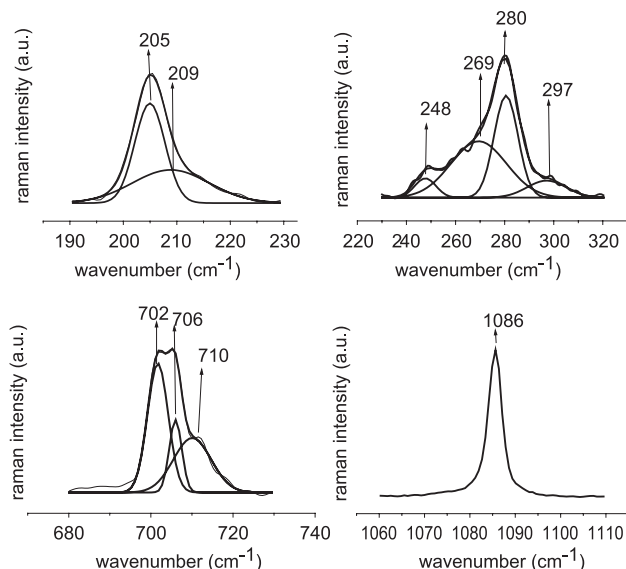 205
209
raman intensity (a.u.)
190 200 210 220 230
wavenumber (cm-1)
280
269
297
248
raman intensity (a.u.)
220 240 260 280 300 320
wavenumber (cm-1)
702 706
710
raman intensity (a.u.)
680 700 720 740
wavenumber (cm-1)
1086
raman intensity (a.u.)
1060 1070 1080 1090 1100 1110
wavenumber (cm-1)